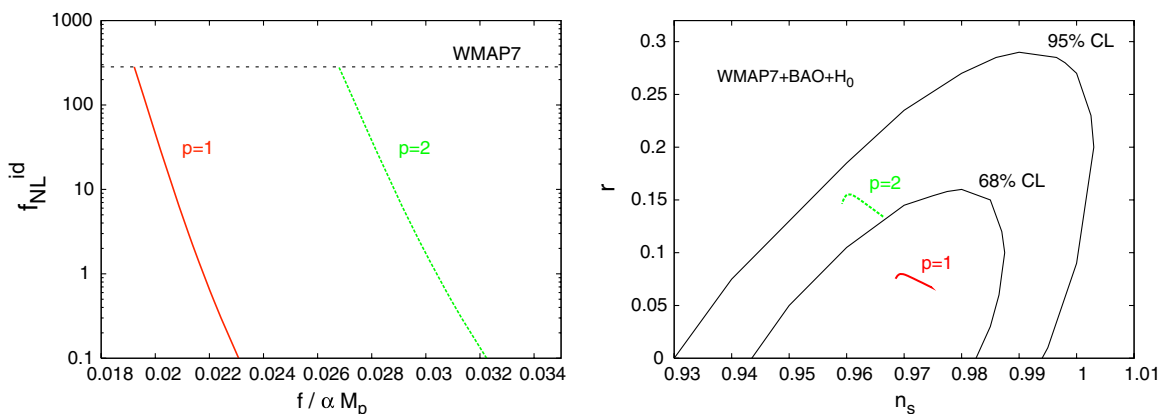 1000
100
10
1
0.1
f_NL^id
WMAP7
p=1
p=2
0.018 0.02 0.022 0.024 0.026 0.028 0.03 0.032 0.034
f / α M_p
0.3
0.25
0.2
0.15
0.1
0.05
0
r
95% CL
WMAP7+BAO+H_0
68% CL
p=2
p=1
0.93 0.94 0.95 0.96 0.97 0.98 0.99 1 1.01
n_s